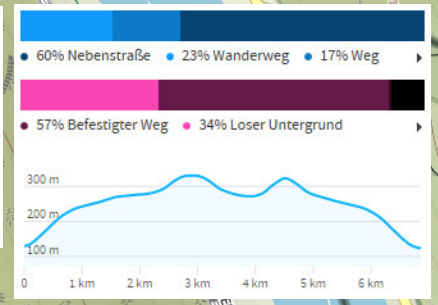 60% Nebenstraße 23% Wanderweg 17% Weg
57% Befestigter Weg 34% Loser Untergrund
300 m
200 m
100 m
0 1 km 2 km 3 km 4 km 5 km 6 km